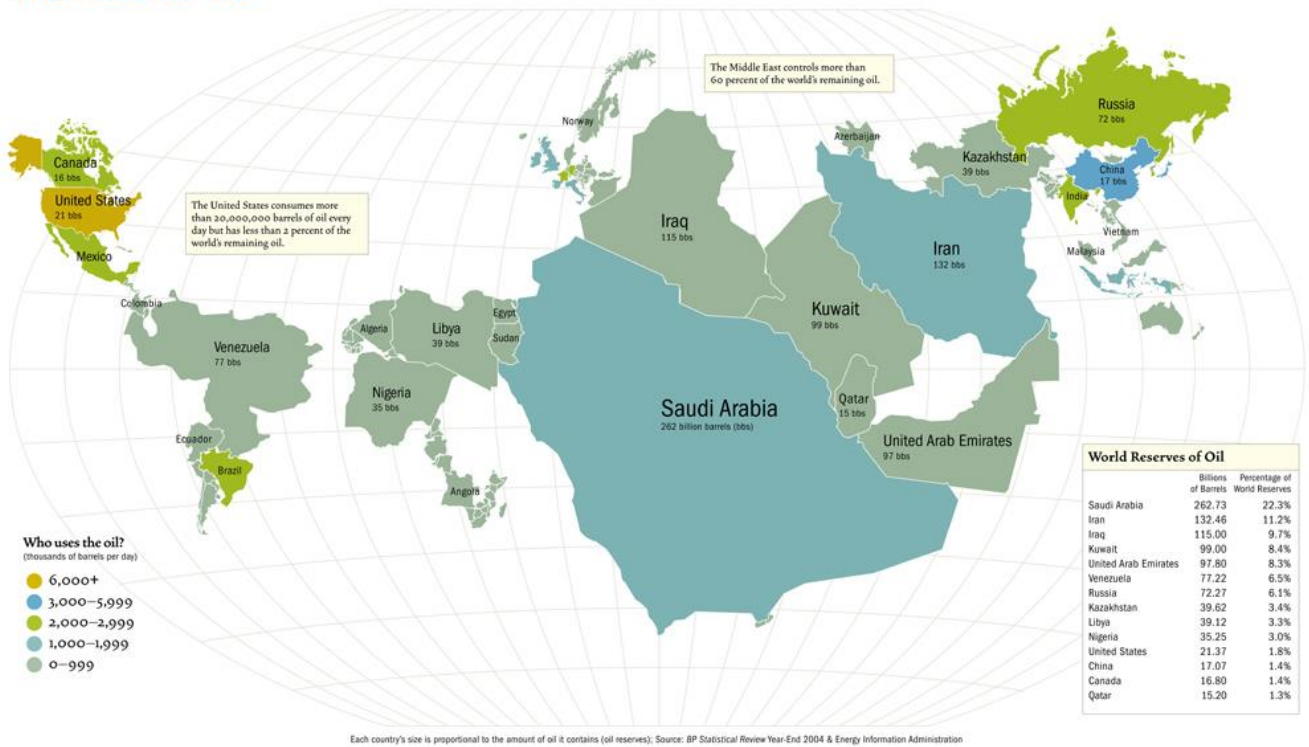 The Middle East controls more than
60 percent of the world's remaining oil.
Norway
Azerbaijan
Russia
72 bbs
Kazakhstan
39 bbs
China
17 bbs
India
Vietnam
Malaysia
Canada
16 bbs
United States
21 bbs
Mexico
The United States consumes more
than 20,000,000 barrels of oil every
day but has less than 2 percent of the
world's remaining oil.
Iraq
115 bbs
Iran
132 bbs
Kuwait
99 bbs
Colombia
Venezuela
77 bbs
Algeria
Libya
39 bbs
Egypt
Sudan
Nigeria
35 bbs
Saudi Arabia
262 billion barrels (bbs)
Qatar
15 bbs
United Arab Emirates
97 bbs
Ecuador
Brazil
Angola
Who uses the oil?
(thousands of barrels per day)
6,000+
3,000–5,999
2,000–2,999
1,000–1,999
0–999
World Reserves of Oil
Billions of Barrels Percentage of World Reserves
Saudi Arabia 262.73 22.3%
Iran 132.46 11.2%
Iraq 115.00 9.7%
Kuwait 99.00 8.4%
United Arab Emirates 97.80 8.3%
Venezuela 77.22 6.5%
Russia 72.27 6.1%
Kazakhstan 39.62 3.4%
Libya 39.12 3.3%
Nigeria 35.25 3.0%
United States 21.37 1.8%
China 17.07 1.4%
Canada 16.80 1.4%
Qatar 15.20 1.3%
Each country's size is proportional to the amount of oil it contains (oil reserves); Source: BP Statistical Review Year-End 2004 & Energy Information Administration